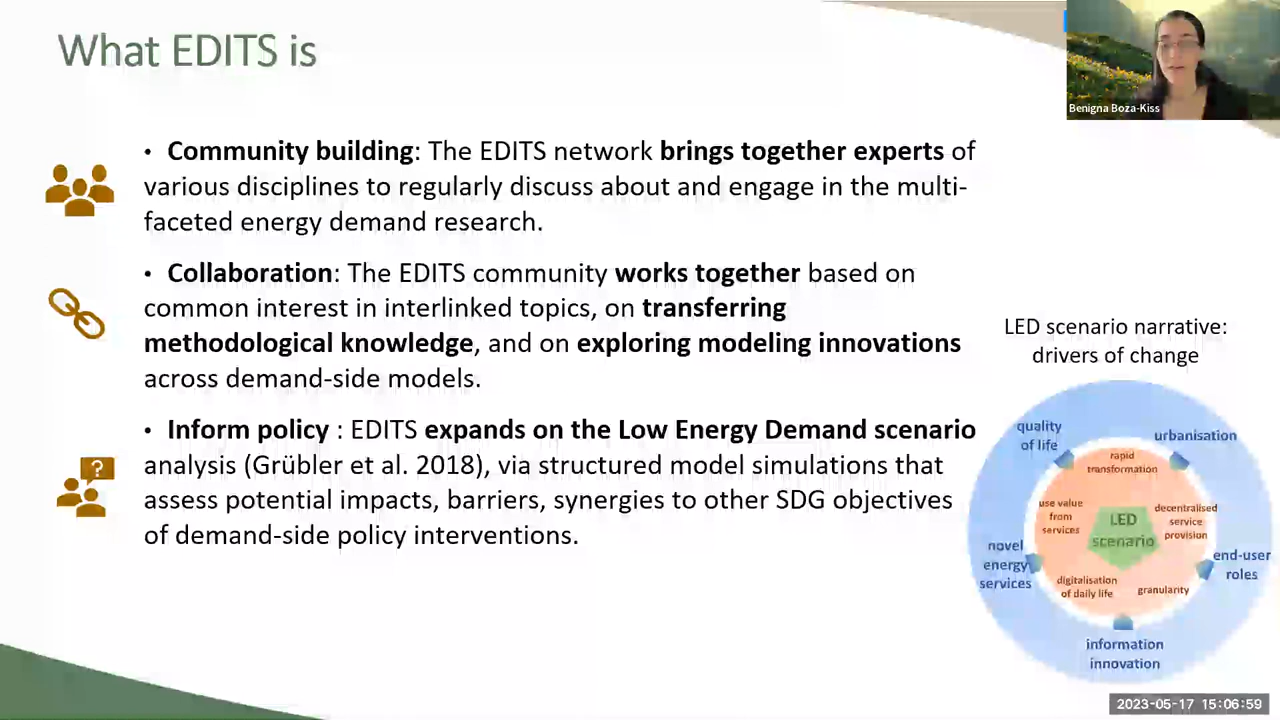 What EDITS is
Benigna Boza-Kiss
• Community building: The EDITS network brings together experts of
various disciplines to regularly discuss about and engage in the multi-
faceted energy demand research.
• Collaboration: The EDITS community works together based on
common interest in interlinked topics, on transferring
methodological knowledge, and on exploring modeling innovations
across demand-side models.
• Inform policy : EDITS expands on the Low Energy Demand scenario
analysis (Grübler et al. 2018), via structured model simulations that
assess potential impacts, barriers, synergies to other SDG objectives
of demand-side policy interventions.
?
LED scenario narrative:
drivers of change
quality
of life
urbanisation
rapid
transformation
use value
from
services
LED
scenario
decentralised
service
provision
novel
energy
services
end-user
roles
digitalisation
of daily life
granularity
information
innovation
2023-05-17 15:06:59